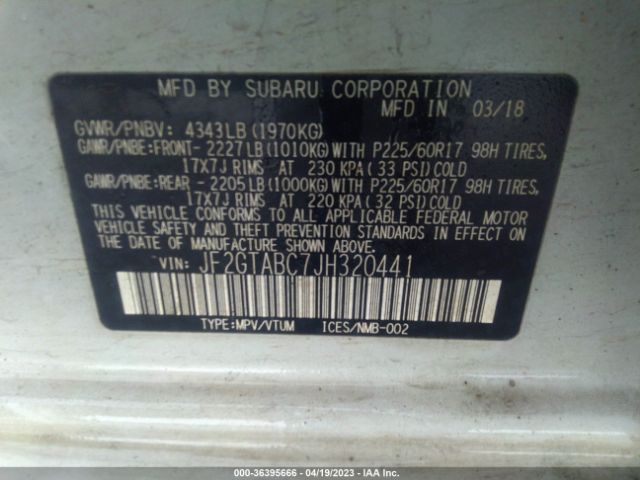 MFD BY SUBARU CORPORATION
MFD IN 03/18
GVWR/PNBV: 4343LB(1970KG)
GAWR/PNBE:FRONT- 2227LB(1010KG)WITH P225/60R17 98H TIRES,
17X7J RIMS AT 230 KPA(33 PSI)COLD
GAWR/PNBE:REAR - 2205LB(1000KG)WITH P225/60R17 98H TIRES,
17X7J RIMS AT 220 KPA(32 PSI)COLD
THIS VEHICLE CONFORMS TO ALL APPLICABLE FEDERAL MOTOR
VEHICLE SAFETY AND THEFT PREVENTION STANDARDS IN EFFECT ON
THE DATE OF MANUFACTURE SHOWN ABOVE.
VIN: JF2GTABC7JH320441
TYPE:MPV/VTUM ICES/NMB-002
000-36395666 - 04/19/2023 - IAA Inc.